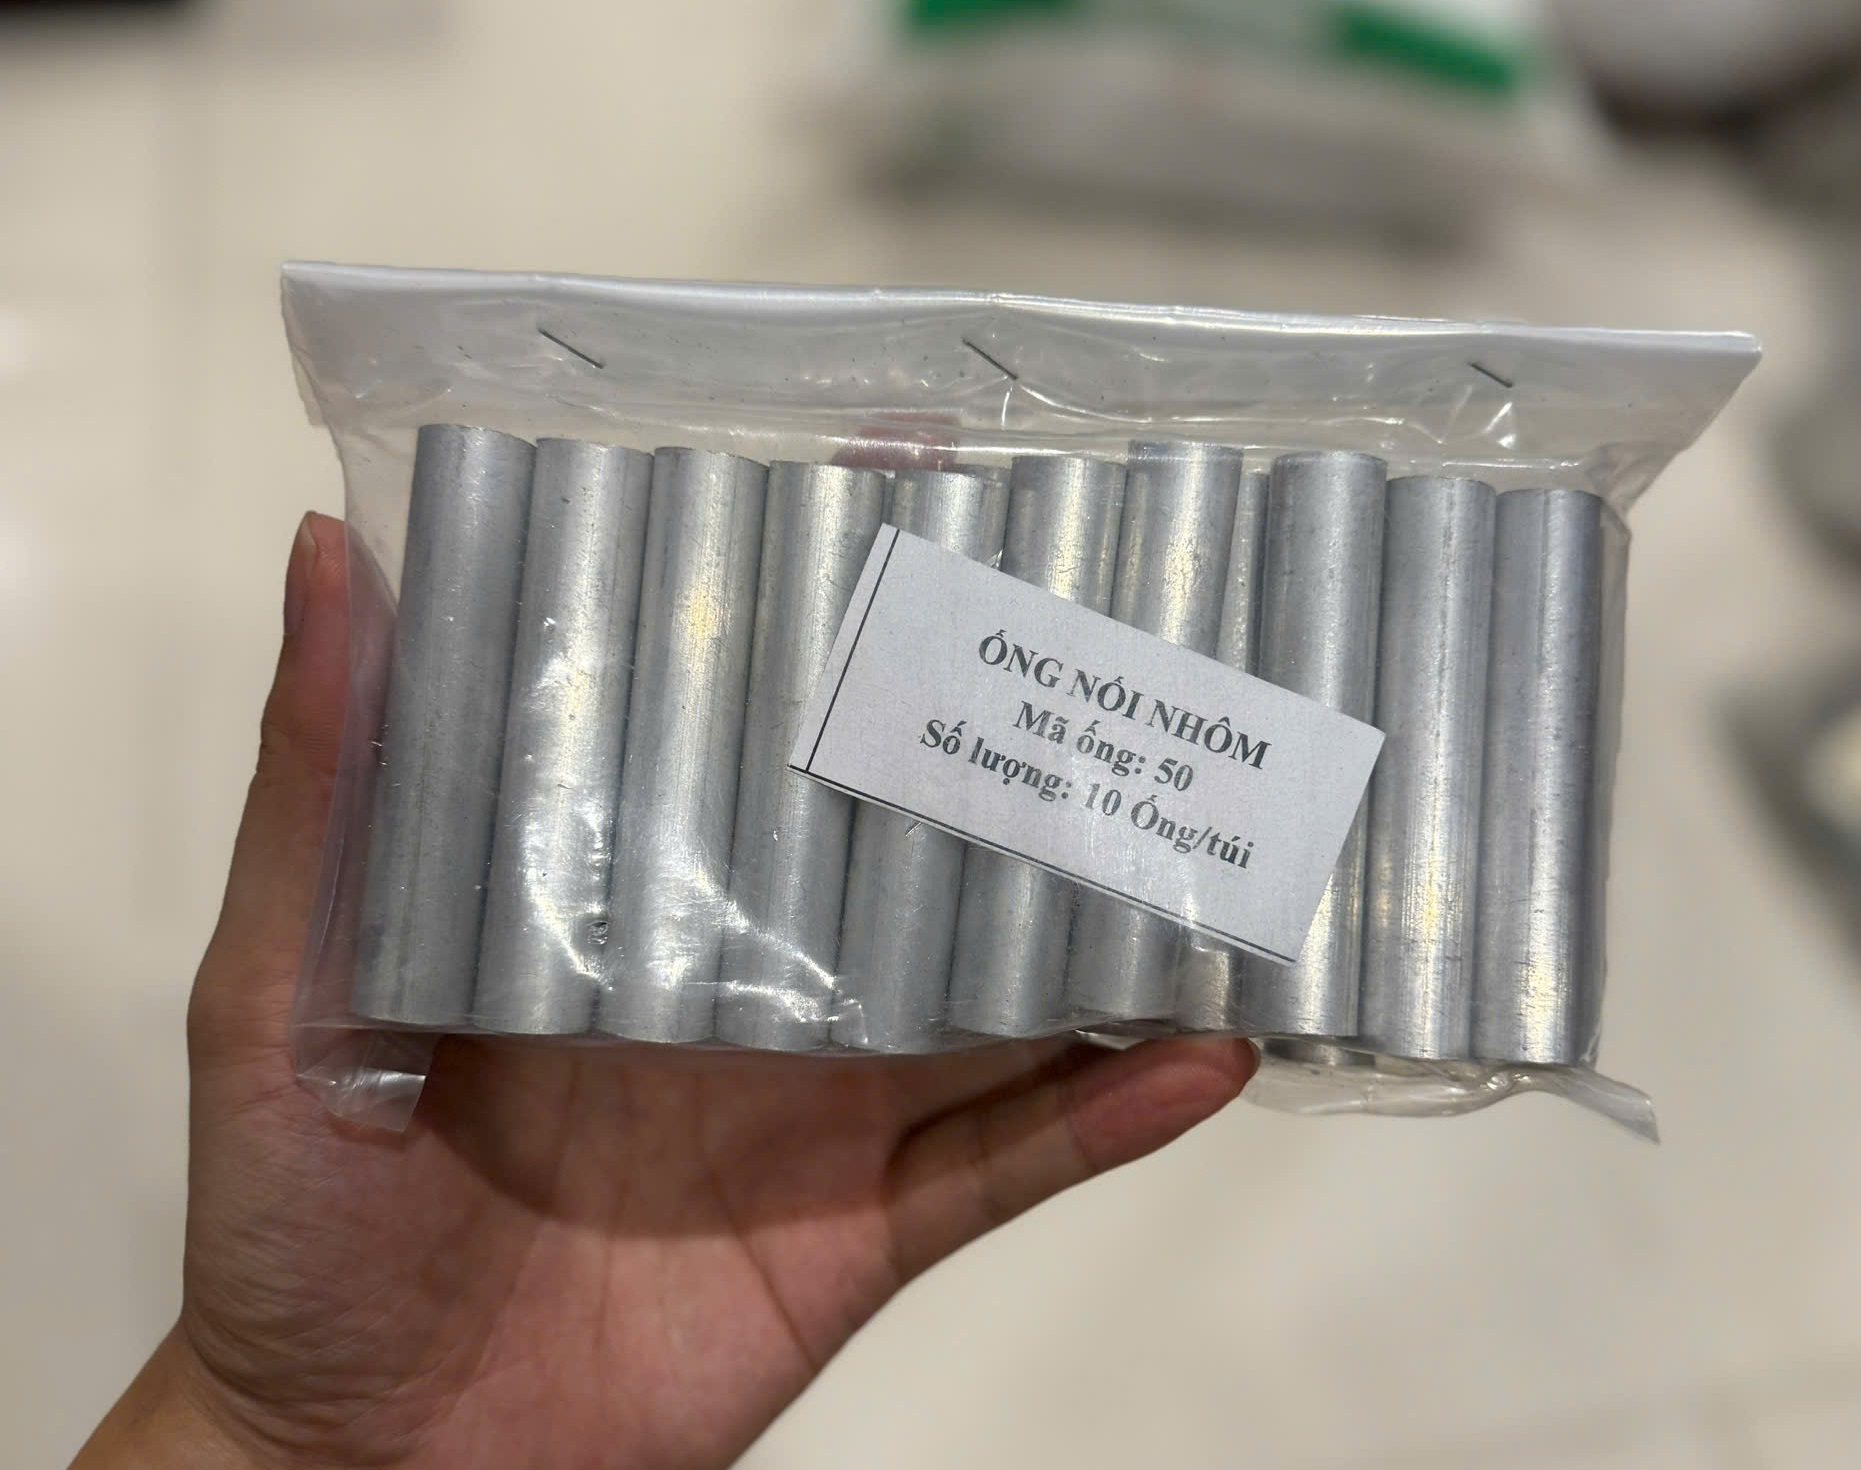 ỐNG NỐI NHÔM
Mã ống: 50
Số lượng: 10 Ống/túi